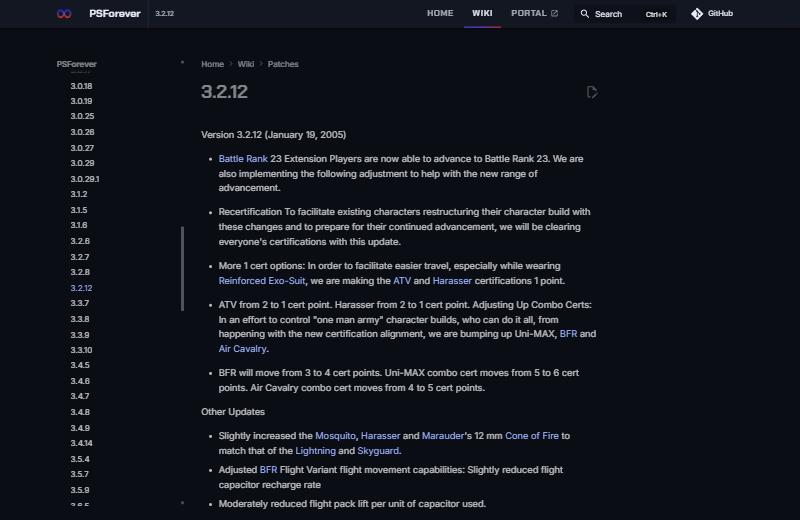 PSForever
3.2.12
HOME
WIKI
PORTAL
Search
Ctrl+K
GitHub
PSForever
3.0.18
3.0.19
3.0.25
3.0.26
3.0.27
3.0.29
3.0.29.1
3.1.2
3.1.5
3.1.6
3.2.6
3.2.7
3.2.8
3.2.12
3.3.7
3.3.8
3.3.9
3.3.10
3.4.5
3.4.6
3.4.7
3.4.8
3.4.9
3.4.14
3.5.4
3.5.7
3.5.9
Home > Wiki > Patches
3.2.12
Version 3.2.12 (January 19, 2005)
• Battle Rank 23 Extension Players are now able to advance to Battle Rank 23. We are
also implementing the following adjustment to help with the new range of
advancement.
• Recertification To facilitate existing characters restructuring their character build with
these changes and to prepare for their continued advancement, we will be clearing
everyone's certifications with this update.
• More 1 cert options: In order to facilitate easier travel, especially while wearing
Reinforced Exo-Suit, we are making the ATV and Harasser certifications 1 point.
• ATV from 2 to 1 cert point. Harasser from 2 to 1 cert point. Adjusting Up Combo Certs:
In an effort to control "one man army" character builds, who can do it all, from
happening with the new certification alignment, we are bumping up Uni-MAX, BFR and
Air Cavalry.
• BFR will move from 3 to 4 cert points. Uni-MAX combo cert moves from 5 to 6 cert
points. Air Cavalry combo cert moves from 4 to 5 cert points.
Other Updates
• Slightly increased the Mosquito, Harasser and Marauder's 12 mm Cone of Fire to
match that of the Lightning and Skyguard.
• Adjusted BFR Flight Variant flight movement capabilities: Slightly reduced flight
capacitor recharge rate
• Moderately reduced flight pack lift per unit of capacitor used.